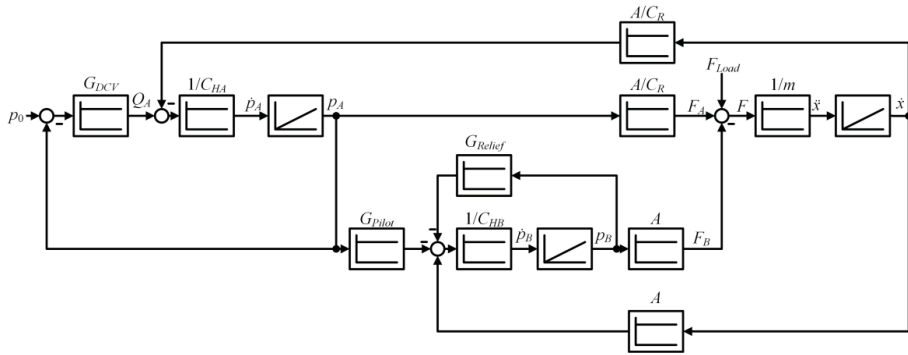 A/C_R
F_Load
G_DCV
1/C_HA
A/C_R
1/m
p_0
Q_A
ṗ_A
p_A
F_A
F
ẍ
ẋ
G_Relief
G_Pilot
1/C_HB
ṗ_B
p_B
A
F_B
A